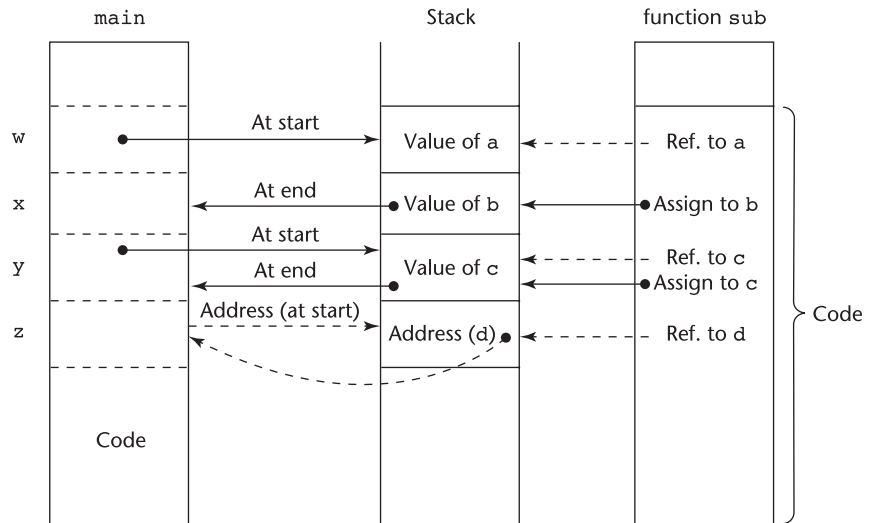 main Stack function sub
At start
w Value of a Ref. to a
At end
x Value of b Assign to b
At start
Ref. to c
y Value of c
At end
Assign to c
Address (at start)
z Address (d) Ref. to d
Code
Code